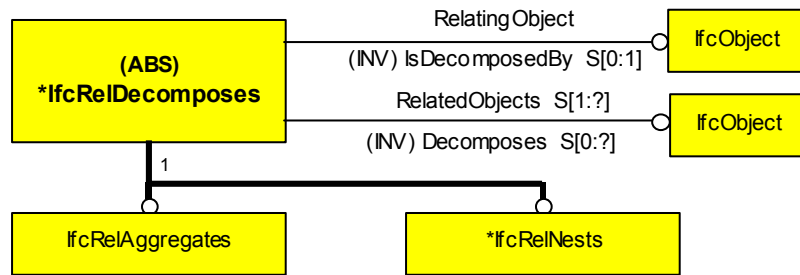 RelatingObject
(ABS)
*IfcRelDecomposes
IfcObject
(INV) IsDecomposedBy S[0:1]
RelatedObjects S[1:?]
IfcObject
(INV) Decomposes S[0:?]
1
IfcRelAggregates
*IfcRelNests